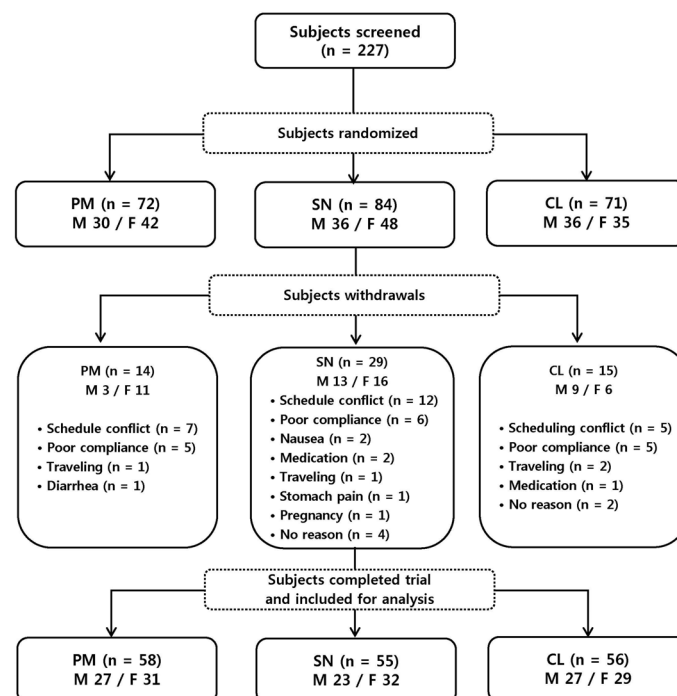 Subjects screened
(n = 227)
Subjects randomized
PM (n = 72)
M 30 / F 42
SN (n = 84)
M 36 / F 48
CL (n = 71)
M 36 / F 35
Subjects withdrawals
PM (n = 14)
M 3 / F 11
• Schedule conflict (n = 7)
• Poor compliance (n = 5)
• Traveling (n = 1)
• Diarrhea (n = 1)
SN (n = 29)
M 13 / F 16
• Schedule conflict (n = 12)
• Poor compliance (n = 6)
• Nausea (n = 2)
• Medication (n = 2)
• Traveling (n = 1)
• Stomach pain (n = 1)
• Pregnancy (n = 1)
• No reason (n = 4)
CL (n = 15)
M 9 / F 6
• Scheduling conflict (n = 5)
• Poor compliance (n = 5)
• Traveling (n = 2)
• Medication (n = 1)
• No reason (n = 2)
Subjects completed trial
and included for analysis
PM (n = 58)
M 27 / F 31
SN (n = 55)
M 23 / F 32
CL (n = 56)
M 27 / F 29